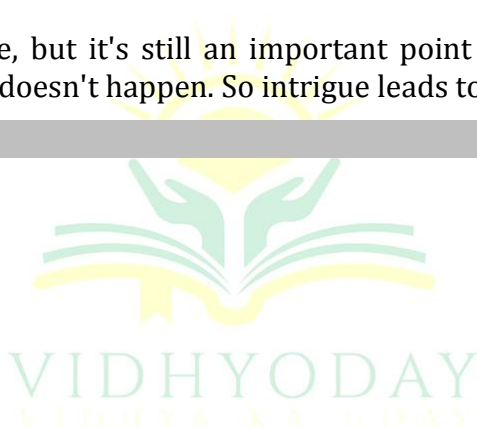 e, but it's still an important point
doesn't happen. So intrigue leads to
VIDHYODAY